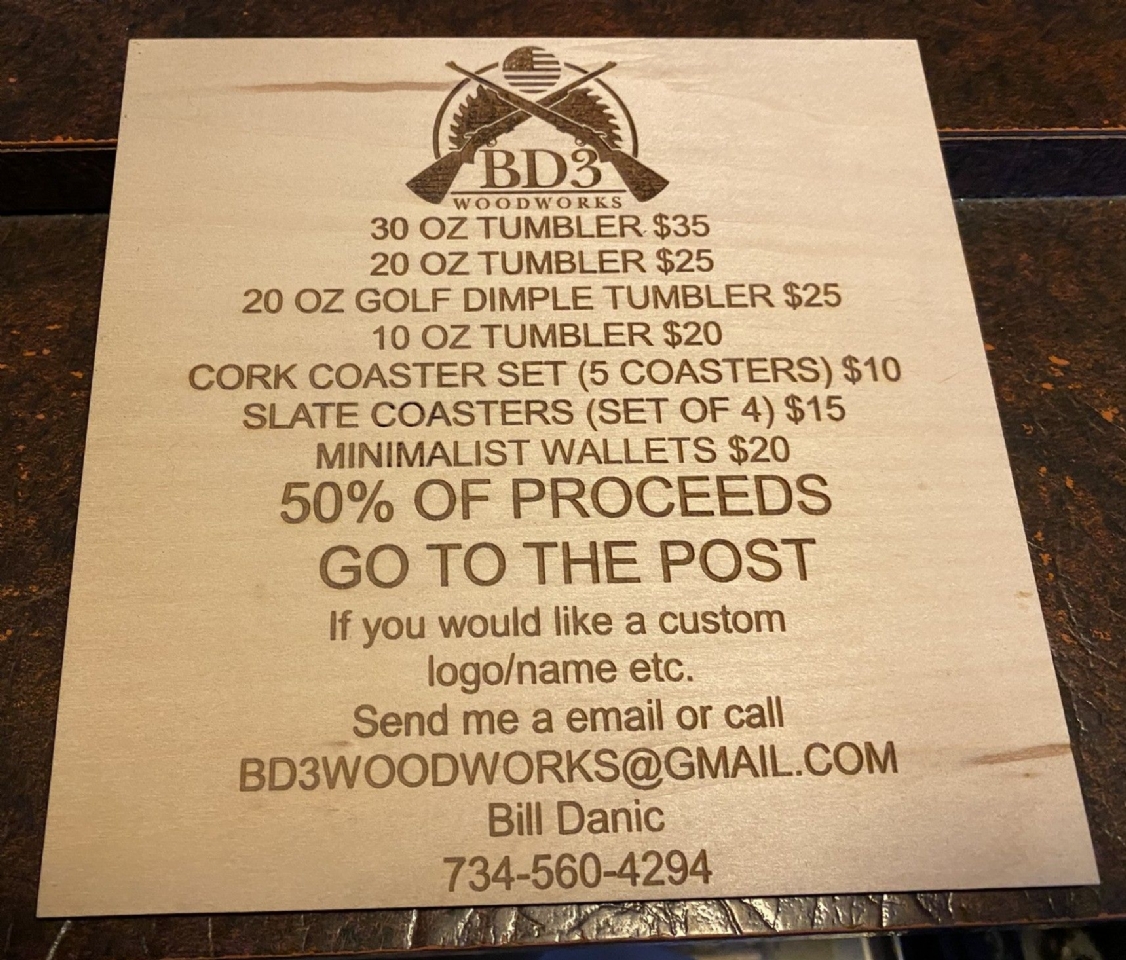 BD3
WOODWORKS
30 OZ TUMBLER $35
20 OZ TUMBLER $25
20 OZ GOLF DIMPLE TUMBLER $25
10 OZ TUMBLER $20
CORK COASTER SET (5 COASTERS) $10
SLATE COASTERS (SET OF 4) $15
MINIMALIST WALLETS $20
50% OF PROCEEDS
GO TO THE POST
If you would like a custom
logo/name etc.
Send me a email or call
BD3WOODWORKS@GMAIL.COM
Bill Danic
734-560-4294